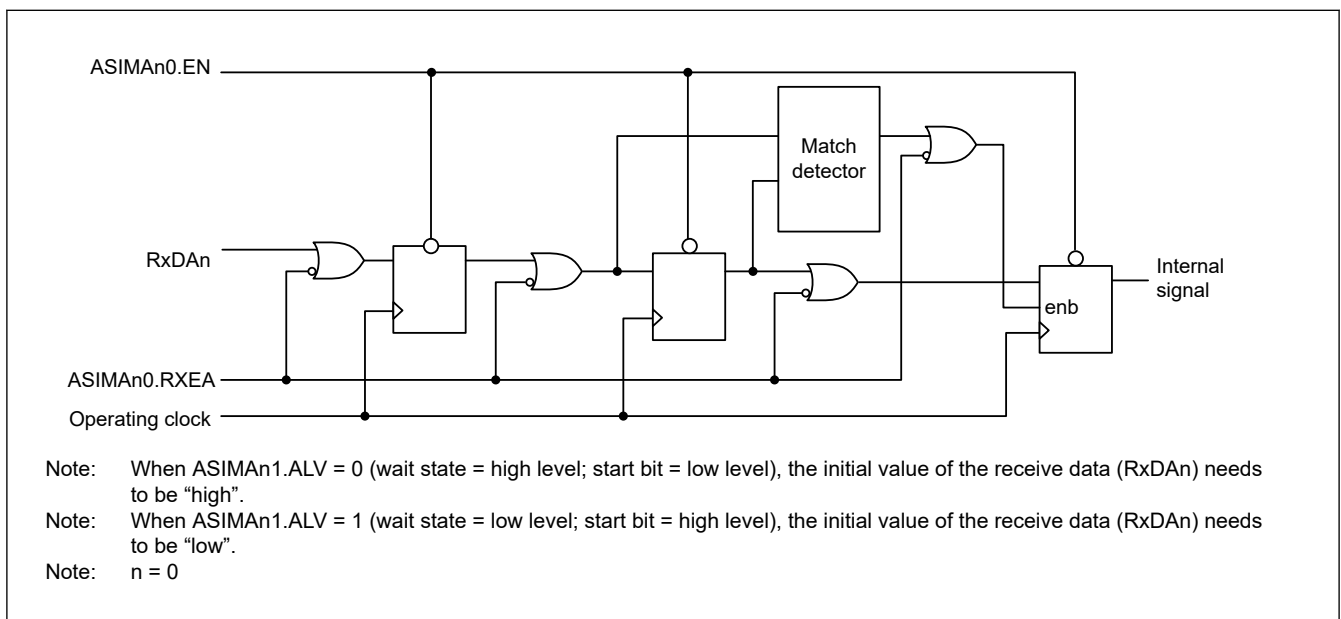 ASIMAn0.EN
Match
detector
RxDAn
Internal
signal
enb
ASIMAn0.RXEA
Operating clock
Note: When ASIMAn1.ALV = 0 (wait state = high level; start bit = low level), the initial value of the receive data (RxDAn) needs
to be “high”.
Note: When ASIMAn1.ALV = 1 (wait state = low level; start bit = high level), the initial value of the receive data (RxDAn) needs
to be “low”.
Note: n = 0